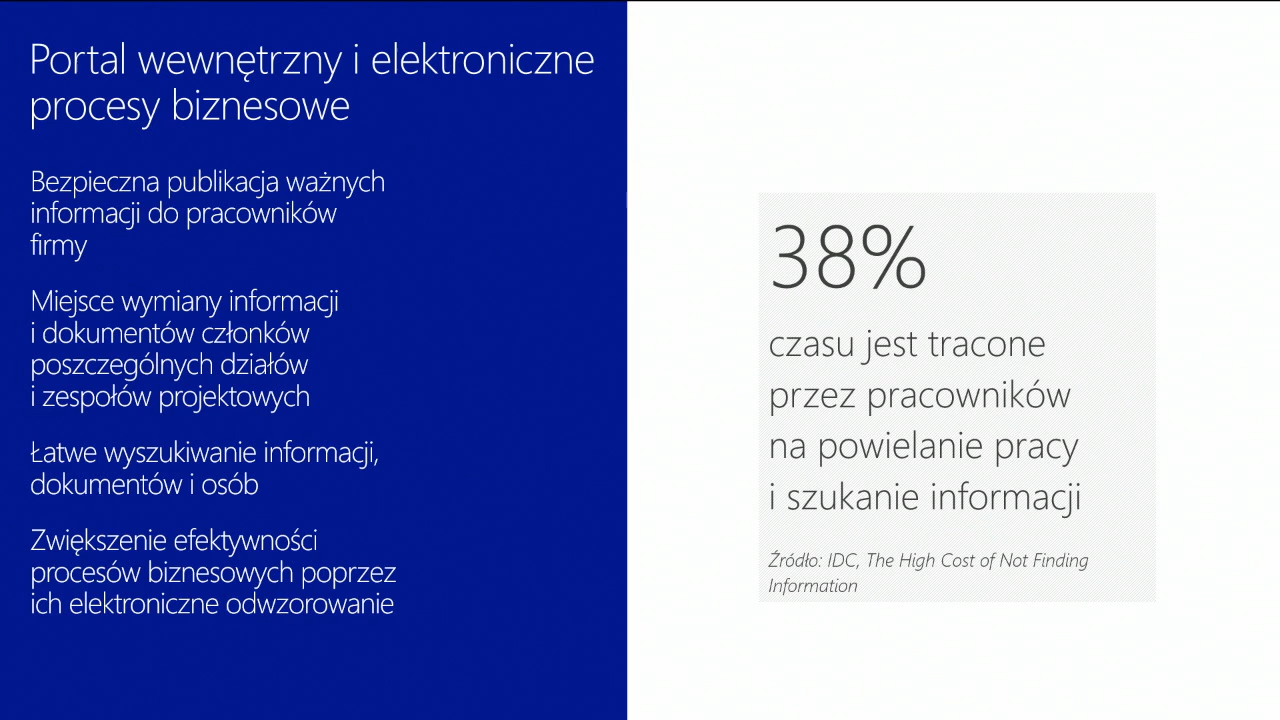 Portal wewnętrzny i elektroniczne
procesy biznesowe
Bezpieczna publikacja ważnych
informacji do pracowników
firmy
Miejsce wymiany informacji
i dokumentów członków
poszczególnych działów
i zespołów projektowych
Łatwe wyszukiwanie informacji,
dokumentów i osób
Zwiększenie efektywności
procesów biznesowych poprzez
ich elektroniczne odwzorowanie
38%
czasu jest tracone
przez pracowników
na powielanie pracy
i szukanie informacji
Źródło: IDC, The High Cost of Not Finding
Information